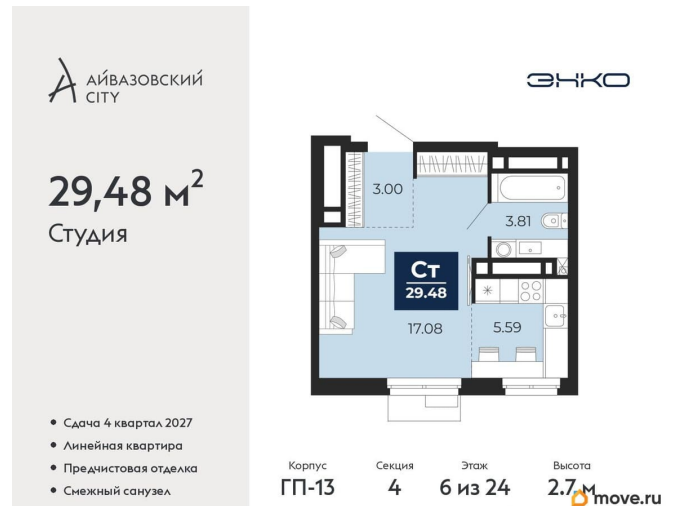 АЙВАЗОВСКИЙ
CITY
ЭНКО
29,48 м²
Студия
3.00
3.81
Ст
29.48
17.08
5.59
Сдача 4 квартал 2027
Линейная квартира
Предчистовая отделка
Смежный санузел
Корпус
ГП-13
Секция
4
Этаж
6 из 24
Высота
2.7 м
move.ru